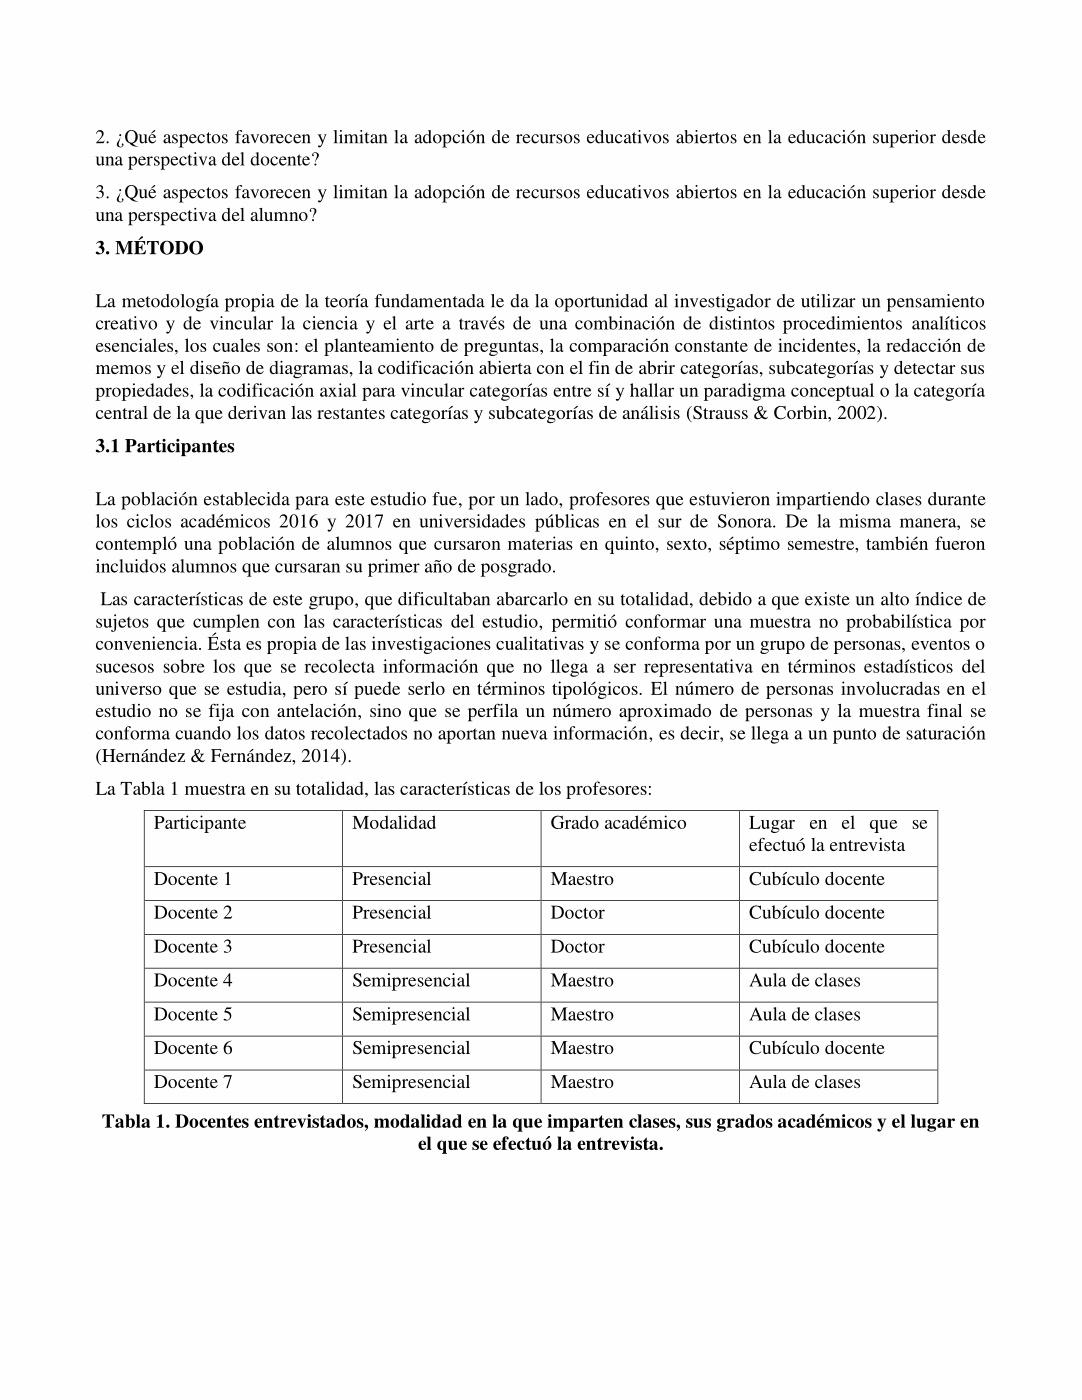 2. ¿Qué aspectos favorecen y limitan la adopción de recursos educativos abiertos en la educación superior desde
una perspectiva del docente?
3. ¿Qué aspectos favorecen y limitan la adopción de recursos educativos abiertos en la educación superior desde
una perspectiva del alumno?
3. MÉTODO
La metodología propia de la teoría fundamentada le da la oportunidad al investigador de utilizar un pensamiento
creativo y de vincular la ciencia y el arte a través de una combinación de distintos procedimientos analíticos
esenciales, los cuales son: el planteamiento de preguntas, la comparación constante de incidentes, la redacción de
memos y el diseño de diagramas, la codificación abierta con el fin de abrir categorías, subcategorías y detectar sus
propiedades, la codificación axial para vincular categorías entre sí y hallar un paradigma conceptual o la categoría
central de la que derivan las restantes categorías y subcategorías de análisis (Strauss & Corbin, 2002).
3.1 Participantes
La población establecida para este estudio fue, por un lado, profesores que estuvieron impartiendo clases durante
los ciclos académicos 2016 y 2017 en universidades públicas en el sur de Sonora. De la misma manera, se
contempló una población de alumnos que cursaron materias en quinto, sexto, séptimo semestre, también fueron
incluidos alumnos que cursaran su primer año de posgrado.
Las características de este grupo, que dificultaban abarcarlo en su totalidad, debido a que existe un alto índice de
sujetos que cumplen con las características del estudio, permitió conformar una muestra no probabilística por
conveniencia. Ésta es propia de las investigaciones cualitativas y se conforma por un grupo de personas, eventos o
sucesos sobre los que se recolecta información que no llega a ser representativa en términos estadísticos del
universo que se estudia, pero sí puede serlo en términos tipológicos. El número de personas involucradas en el
estudio no se fija con antelación, sino que se perfila un número aproximado de personas y la muestra final se
conforma cuando los datos recolectados no aportan nueva información, es decir, se llega a un punto de saturación
(Hernández & Fernández, 2014).
La Tabla 1 muestra en su totalidad, las características de los profesores:
Participante Modalidad Grado académico Lugar en el que se
efectuó la entrevista
Docente 1 Presencial Maestro Cubículo docente
Docente 2 Presencial Doctor Cubículo docente
Docente 3 Presencial Doctor Cubículo docente
Docente 4 Semipresencial Maestro Aula de clases
Docente 5 Semipresencial Maestro Aula de clases
Docente 6 Semipresencial Maestro Cubículo docente
Docente 7 Semipresencial Maestro Aula de clases
Tabla 1. Docentes entrevistados, modalidad en la que imparten clases, sus grados académicos y el lugar en
el que se efectuó la entrevista.